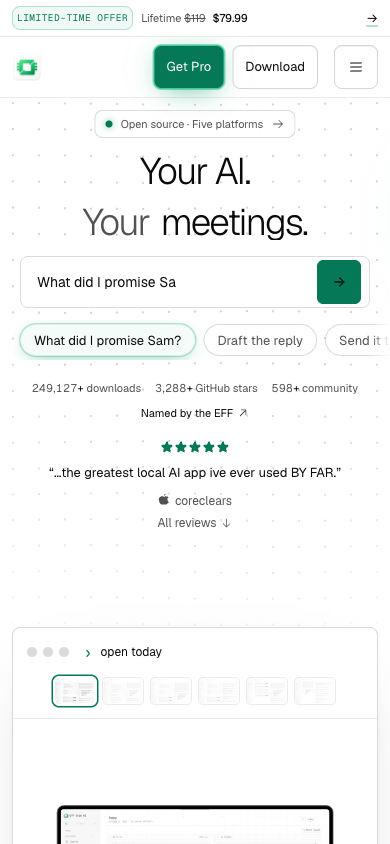 LIMITED-TIME OFFER Lifetime $119 $79.99 →
Get Pro Download
Open source · Five platforms →
Your AI.
Your meetings.
What did I promise Sa →
What did I promise Sam? Draft the reply Send it t
249,127+ downloads 3,288+ GitHub stars 598+ community
Named by the EFF ↗
★★★★★
“…the greatest local AI app ive ever used BY FAR.”
coreclears
All reviews ↓
› open today